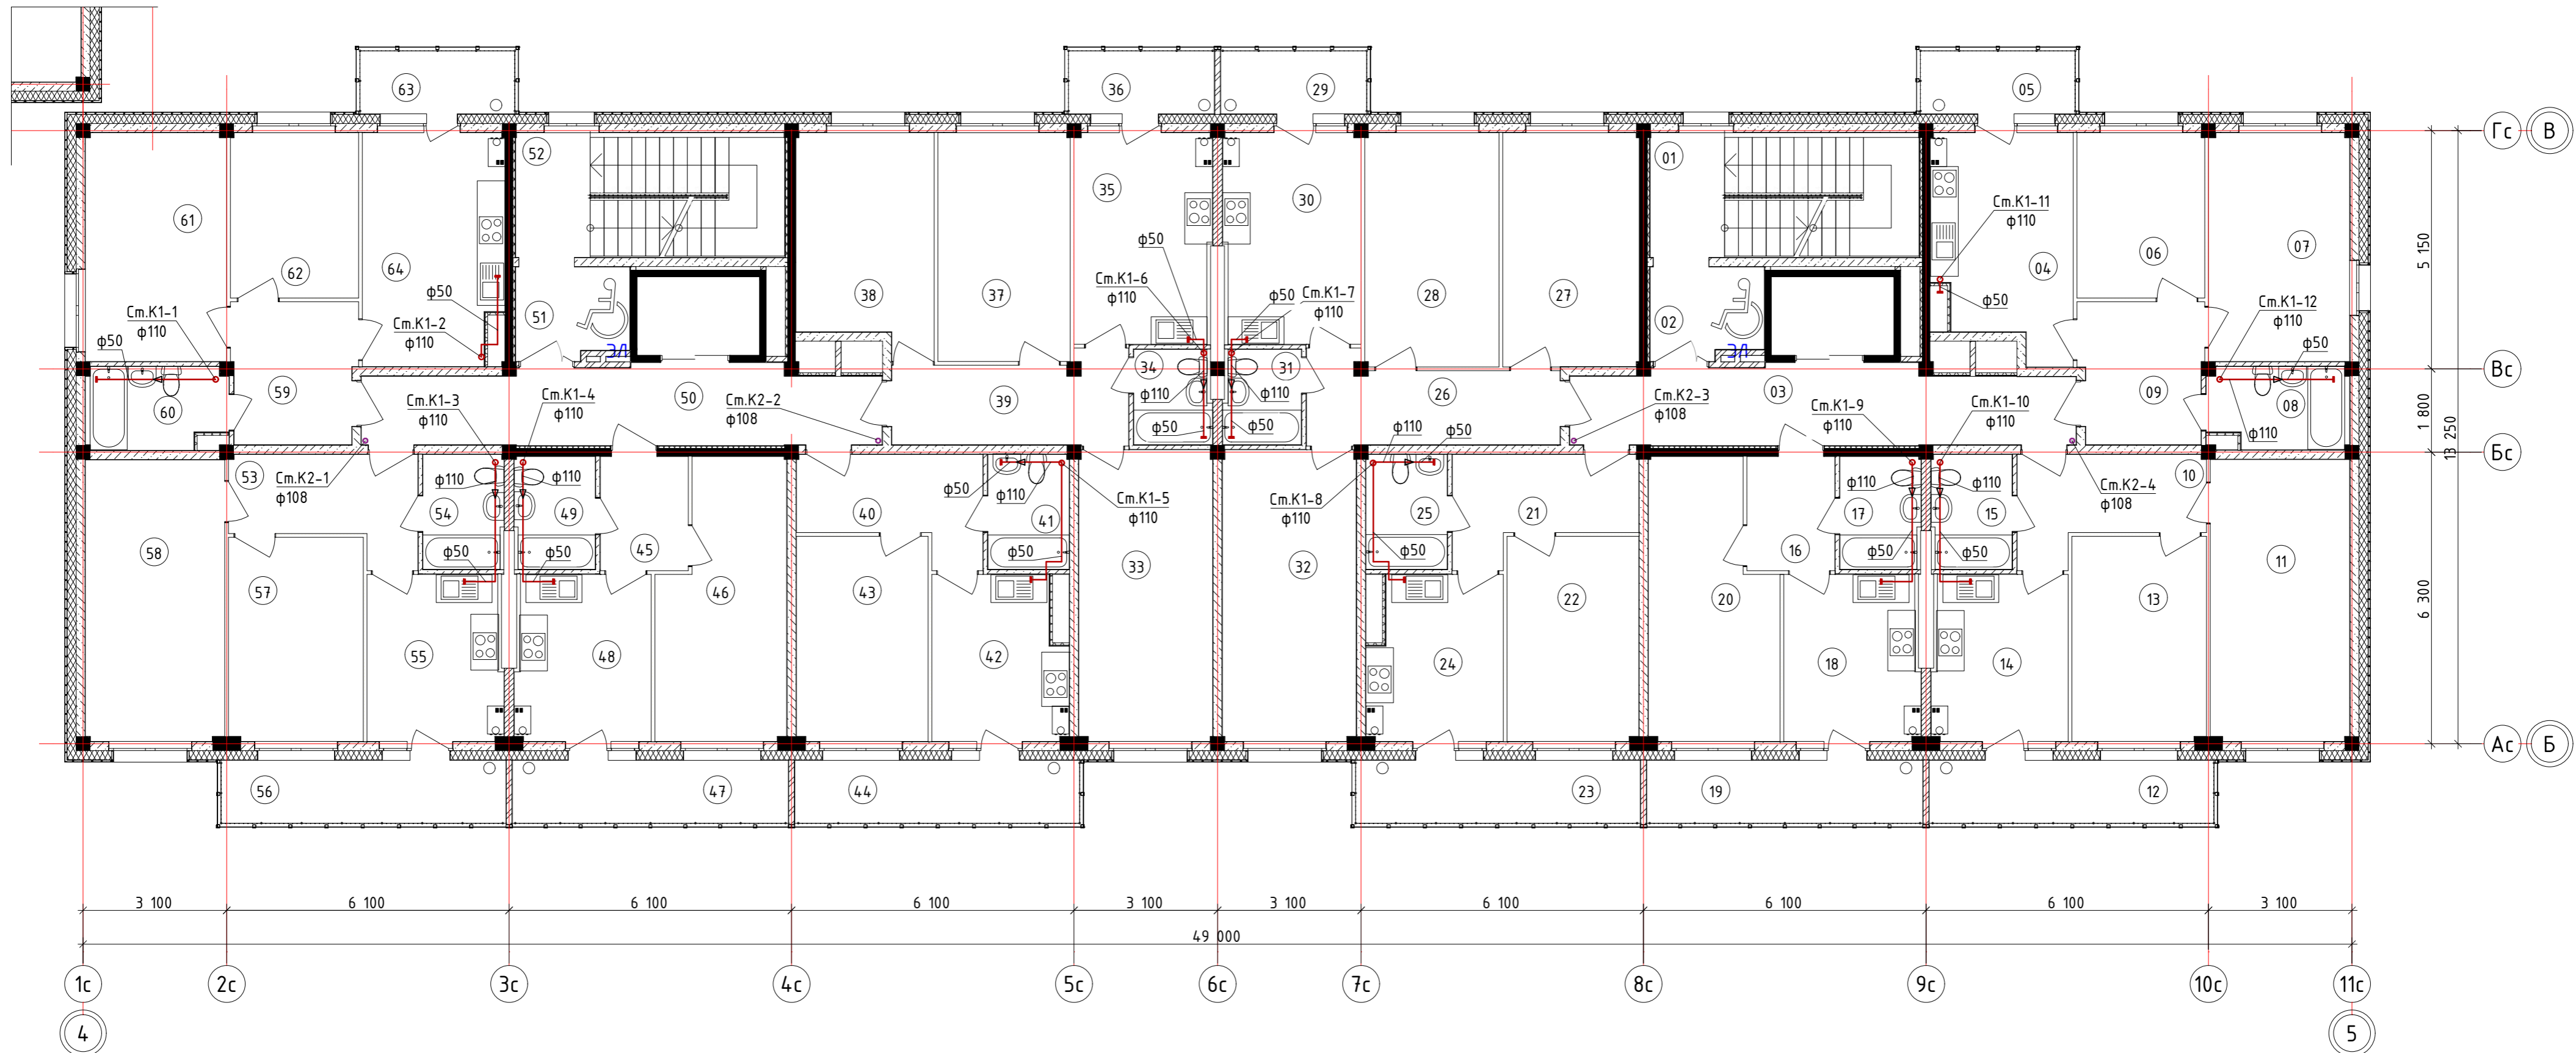 63
36
29
05
Гс
В
52
01
61
62
64
35
30
Ст.К1-11
ф110
07
06
04
ф50
Ст.К1-6
ф110
ф50
Ст.К1-7
ф110
ф50
38
37
28
27
51
02
5 150
Ст.К1-1
ф110
ф50
Ст.К1-2
ф110
ф50
ЭЛ
ЭЛ
Ст.К1-12
ф110
ф50
34
31
ф110
ф110
Вс
60
59
Ст.К1-3
ф110
Ст.К1-4
ф110
50
Ст.К2-2
ф108
39
ф50
ф50
26
Ст.К2-3
ф108
03
Ст.К1-9
ф110
Ст.К1-10
ф110
09
08
ф110
1 800
13 250
Бс
53
Ст.К2-1
ф108
ф110
ф110
54
49
ф50
ф110
41
40
Ст.К1-5
ф110
Ст.К1-8
ф110
ф110
ф50
25
21
ф110
ф110
17
15
Ст.К2-4
ф108
10
58
45
ф50
ф50
ф50
33
32
ф50
16
ф50
ф50
11
57
46
43
22
20
13
6 300
55
48
42
24
18
14
Ас
Б
56
47
44
23
19
12
3 100
6 100
6 100
6 100
3 100
3 100
6 100
6 100
6 100
3 100
49 000
1с
2с
3с
4с
5с
6с
7с
8с
9с
10с
11с
4
5